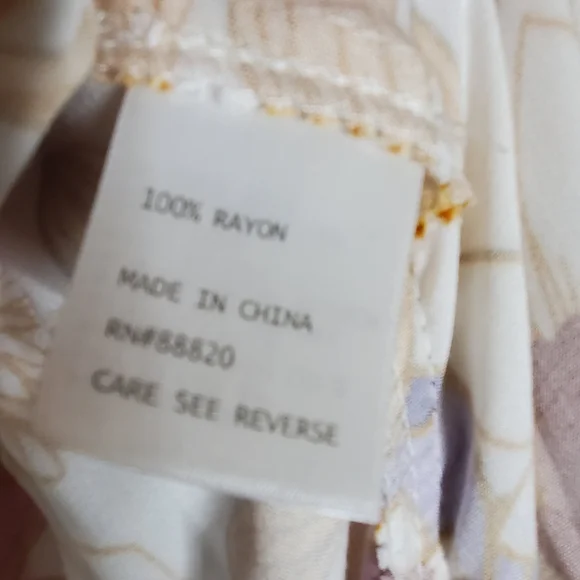 100% RAYON
MADE IN CHINA
RN#88820
CARE SEE REVERSE